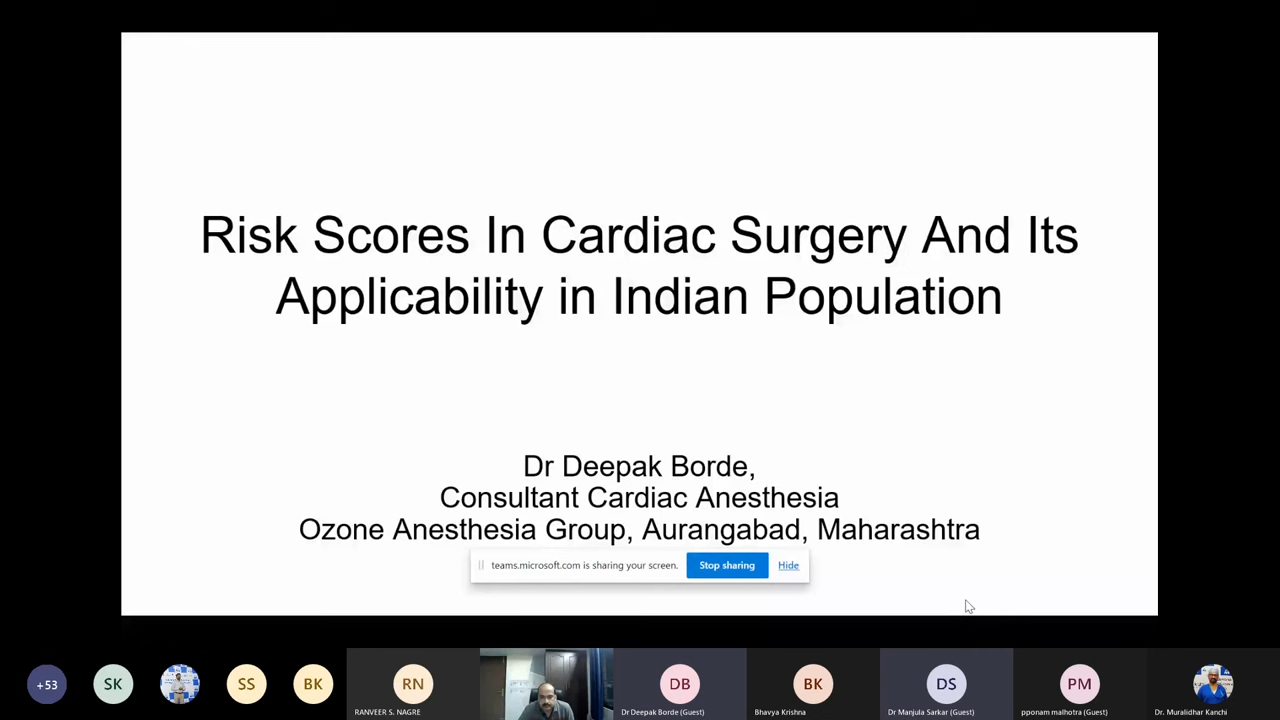 Risk Scores In Cardiac Surgery And Its
Applicability in Indian Population
Dr Deepak Borde,
Consultant Cardiac Anesthesia
Ozone Anesthesia Group, Aurangabad, Maharashtra
teams.microsoft.com is sharing your screen.
Stop sharing
Hide
+53
SK
SS
BK
RN
DB
BK
DS
PM
RANVEER S. NAGRE
Dr Deepak Borde (Guest)
Bhavya Krishna
Dr Manjula Sarkar (Guest)
pponam malhotra (Guest)
Dr. Muralidhar Kanchi